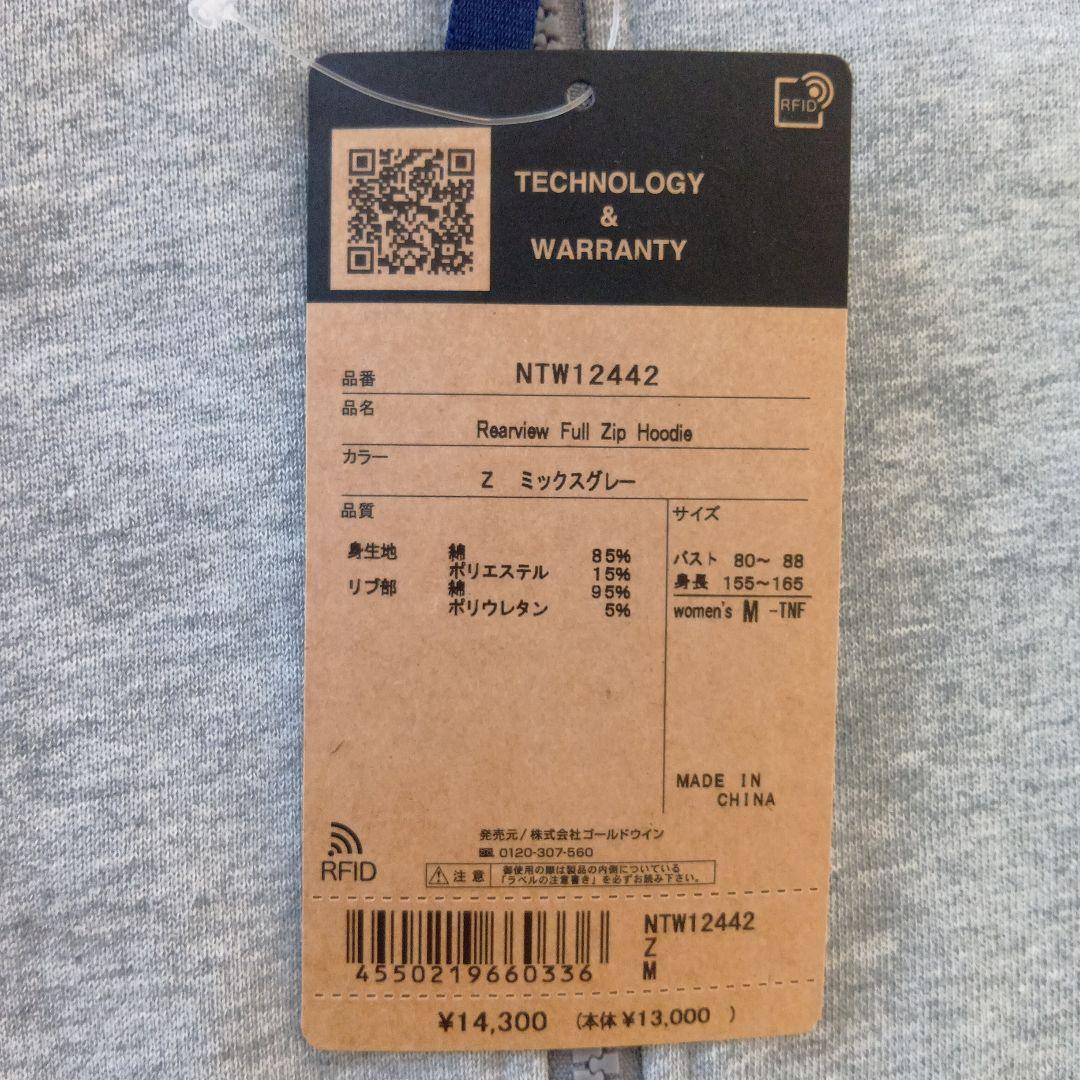 RFID
TECHNOLOGY
&
WARRANTY
品番 NTW12442
品名
Rearview Full Zip Hoodie
カラー
Z ミックスグレー
品質
身生地 綿 85%
ポリエステル 15%
リブ部 綿 95%
ポリウレタン 5%
サイズ
バスト 80～ 88
身長 155～165
women's M -TNF
MADE IN
CHINA
発売元/株式会社ゴールドウイン
0120-307-560
RFID
注意
御使用の際は製品の内側についている
「ラベルの注意書き」を必ずお読み下さい。
4550219660336
NTW12442
Z
M
¥14,300 (本体¥13,000 )